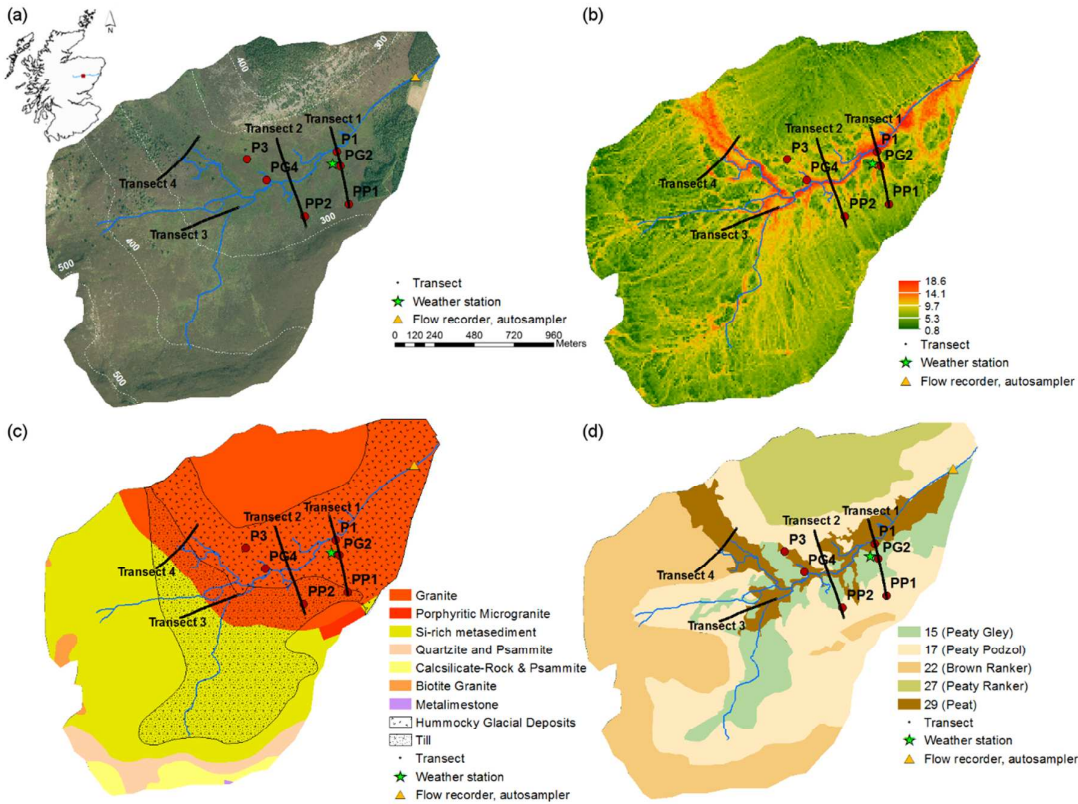 (a)
N
400
300
Transect 1
Transect 2
P1
P3
PG2
PG4
Transect 4
PP1
PP2
Transect 3
300
400
500
500
Transect
Weather station
Flow recorder, autosampler
0 120 240 480 720 960
Meters
(b)
Transect 1
Transect 2
P1
P3
PG2
PG4
Transect 4
PP1
PP2
Transect 3
18.6
14.1
9.7
5.3
0.8
Transect
Weather station
Flow recorder, autosampler
(c)
Transect 1
Transect 2
P1
P3
PG2
PG4
Transect 4
PP1
PP2
Transect 3
Granite
Porphyritic Microgranite
Si-rich metasediment
Quartzite and Psammite
Calcsilicate-Rock & Psammite
Biotite Granite
Metalimestone
Hummocky Glacial Deposits
Till
Transect
Weather station
Flow recorder, autosampler
(d)
Transect 1
Transect 2
P1
P3
PG2
PG4
Transect 4
PP1
PP2
Transect 3
15 (Peaty Gley)
17 (Peaty Podzol)
22 (Brown Ranker)
27 (Peaty Ranker)
29 (Peat)
Transect
Weather station
Flow recorder, autosampler